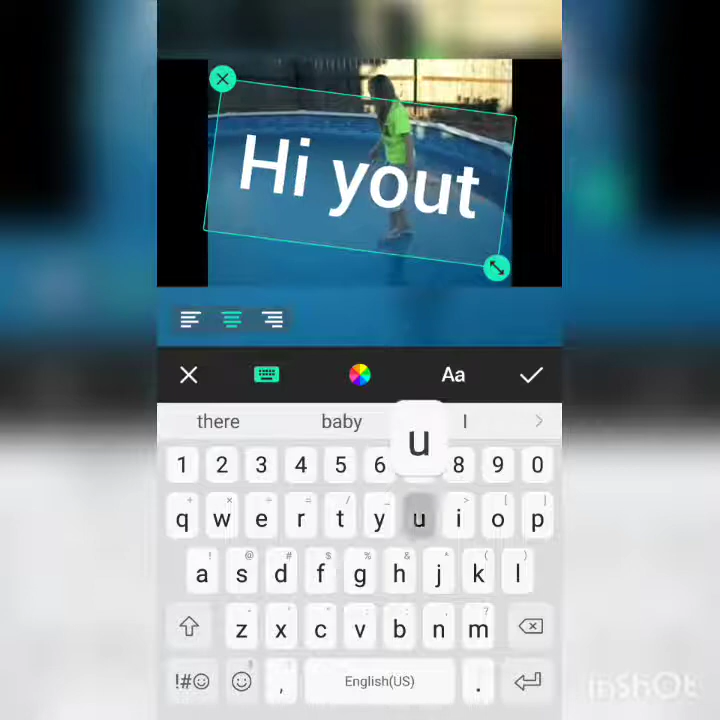 Hi yout
Aa
there baby I
u
1 2 3 4 5 6 8 9 0
q w e r t y u i o p
a s d f g h j k l
z x c v b n m
!#☺ , English(US) .
InShOt